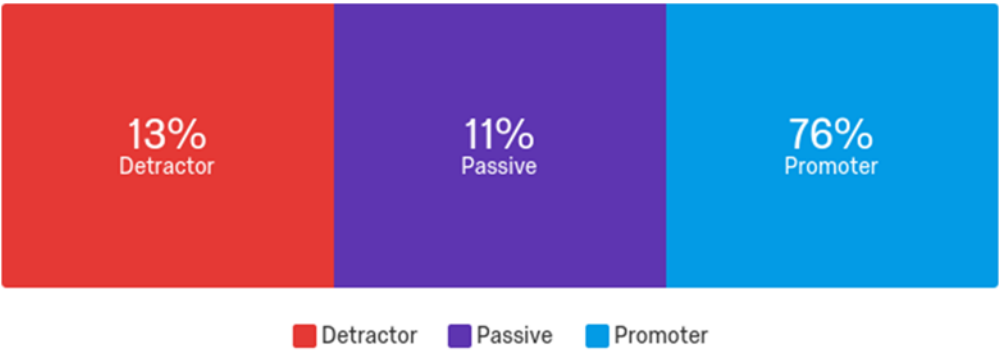 13%
Detractor
11%
Passive
76%
Promoter
Detractor Passive Promoter